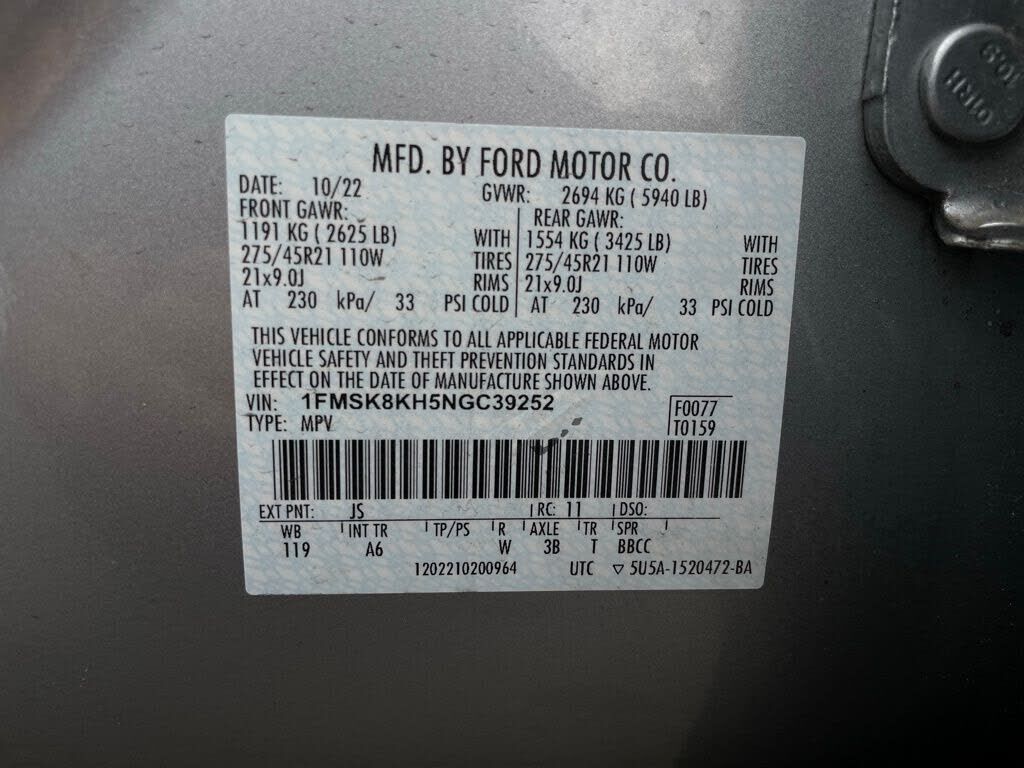 MFD. BY FORD MOTOR CO.
DATE: 10/22 GVWR: 2694 KG ( 5940 LB)
FRONT GAWR: REAR GAWR:
1191 KG ( 2625 LB) WITH 1554 KG ( 3425 LB) WITH
275/45R21 110W TIRES 275/45R21 110W TIRES
21x9.0J RIMS 21x9.0J RIMS
AT 230 kPa/ 33 PSI COLD AT 230 kPa/ 33 PSI COLD
THIS VEHICLE CONFORMS TO ALL APPLICABLE FEDERAL MOTOR
VEHICLE SAFETY AND THEFT PREVENTION STANDARDS IN
EFFECT ON THE DATE OF MANUFACTURE SHOWN ABOVE.
VIN: 1FMSK8KH5NGC39252 F0077
TYPE: MPV T0159
EXT PNT: JS RC: 11 DSO:
WB INT TR TP/PS R AXLE TR SPR
119 A6 W 3B T BBCC
1202210200964 UTC ▽ 5U5A-1520472-BA
01RH
10.9